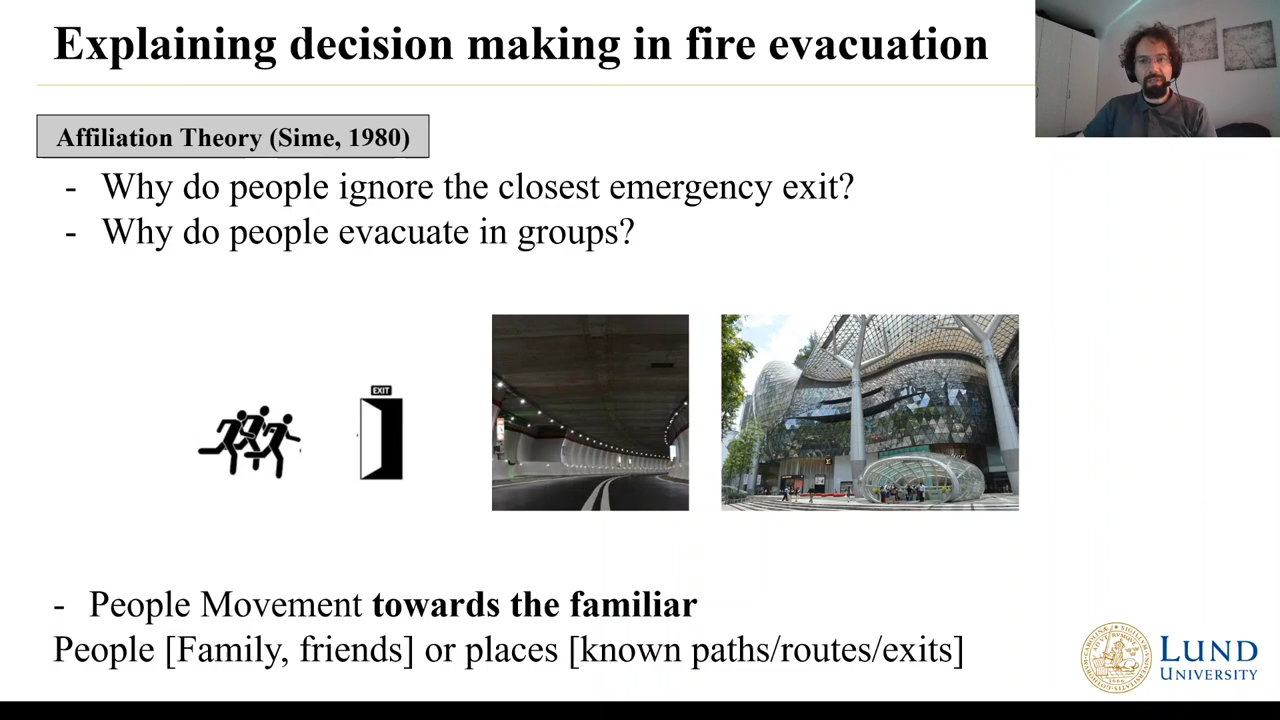 Explaining decision making in fire evacuation
Affiliation Theory (Sime, 1980)
- Why do people ignore the closest emergency exit?
- Why do people evacuate in groups?
EXIT
- People Movement towards the familiar
People [Family, friends] or places [known paths/routes/exits]
LUND
UNIVERSITY